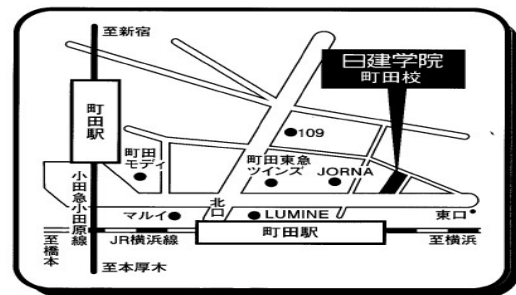 至新宿
日建学院
町田校
町田駅
109
町田
モディ
町田東急
ツインズ
JORNA
小田急小田原線
北口
マルイ
LUMINE
東口
至橋本
JR横浜線
町田駅
至横浜
至本厚木